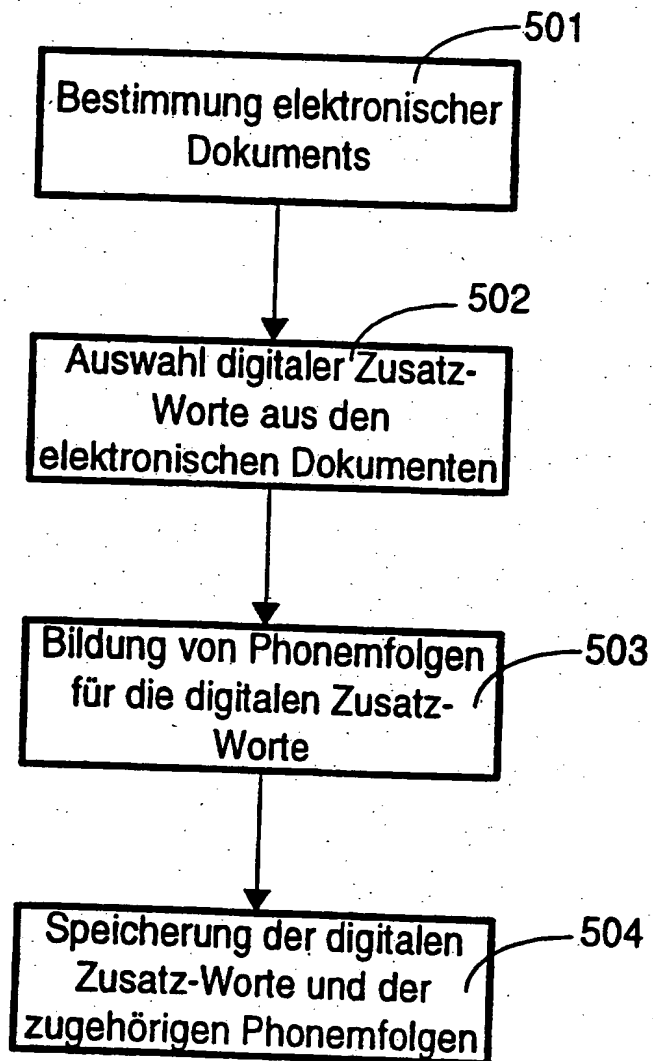 501
Bestimmung elektronischer
Dokuments
502
Auswahl digitaler Zusatz-
Worte aus den
elektronischen Dokumenten
503
Bildung von Phonemfolgen
für die digitalen Zusatz-
Worte
504
Speicherung der digitalen
Zusatz-Worte und der
zugehörigen Phonemfolgen